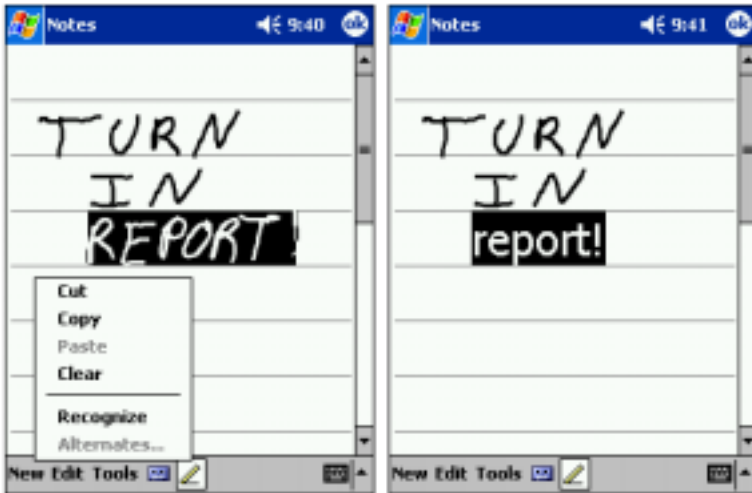 Notes 9:40 ok
TURN
IN
REPORT!
Cut
Copy
Paste
Clear
Recognize
Alternates...
New Edit Tools
Notes 9:41 ok
TURN
IN
report!
New Edit Tools